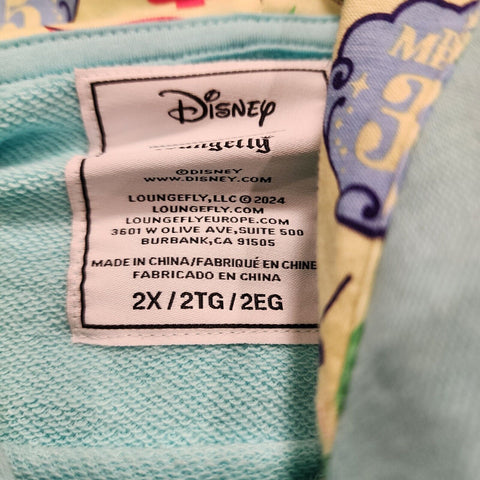 Disney
Loungefly
©DISNEY
WWW.DISNEY.COM
LOUNGEFLY,LLC © 2024
LOUNGEFLY.COM
LOUNGEFLYEUROPE.COM
3601 W OLIVE AVE,SUITE 500
BURBANK,CA 91505
MADE IN CHINA/FABRIQUÉ EN CHINE
FABRICADO EN CHINA
2X / 2TG / 2EG